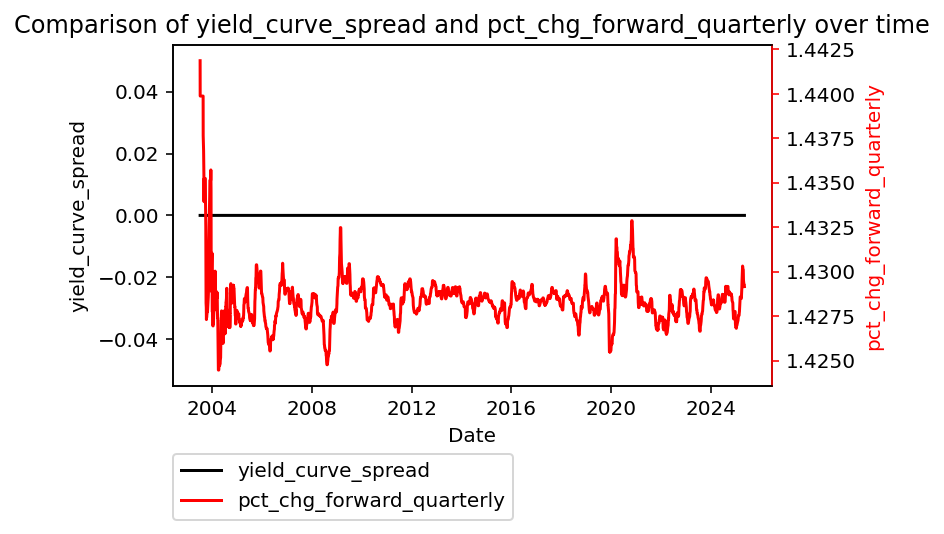 Comparison of yield_curve_spread and pct_chg_forward_quarterly over time
yield_curve_spread
0.04
0.02
0.00
−0.02
−0.04
1.4425
1.4400
1.4375
1.4350
1.4325
1.4300
1.4275
1.4250
pct_chg_forward_quarterly
2004 2008 2012 2016 2020 2024
Date
yield_curve_spread
pct_chg_forward_quarterly